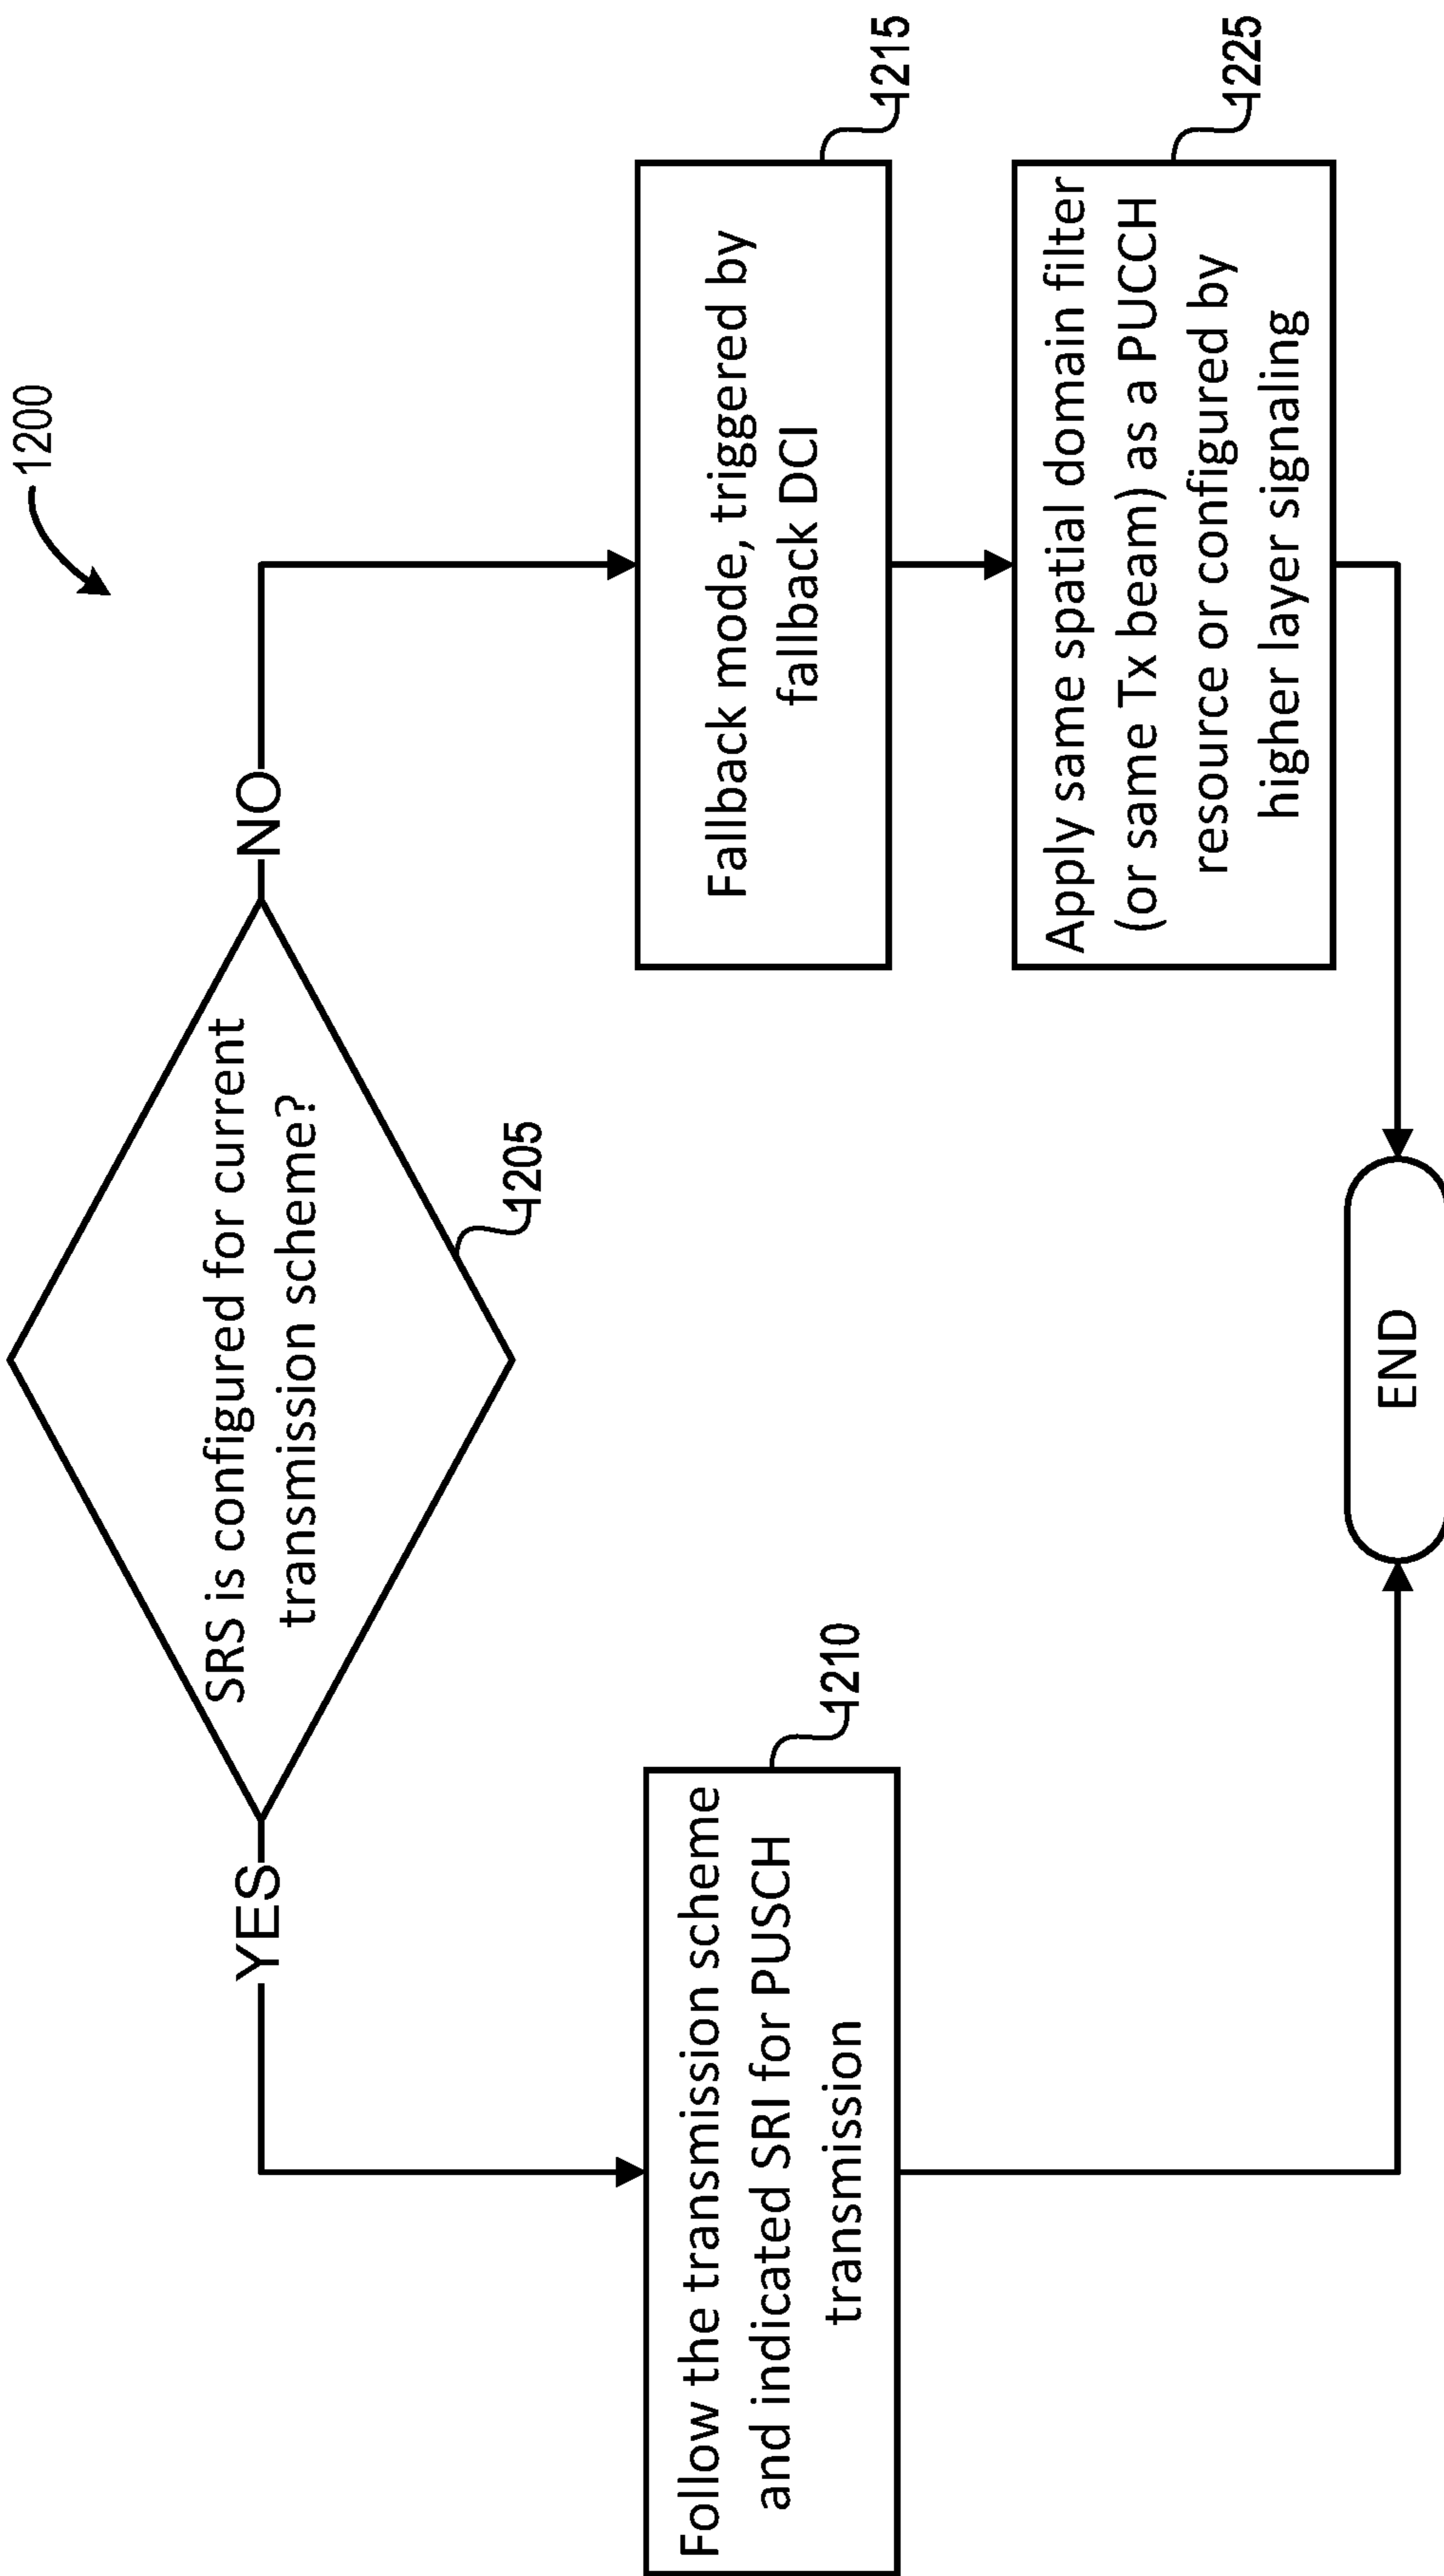 1200
SRS is configured for current
transmission scheme?
1205
YES
NO
Follow the transmission scheme
and indicated SRI for PUSCH
transmission
1210
Fallback mode, triggered by
fallback DCI
1215
Apply same spatial domain filter
(or same Tx beam) as a PUCCH
resource or configured by
higher layer signaling
1225
END